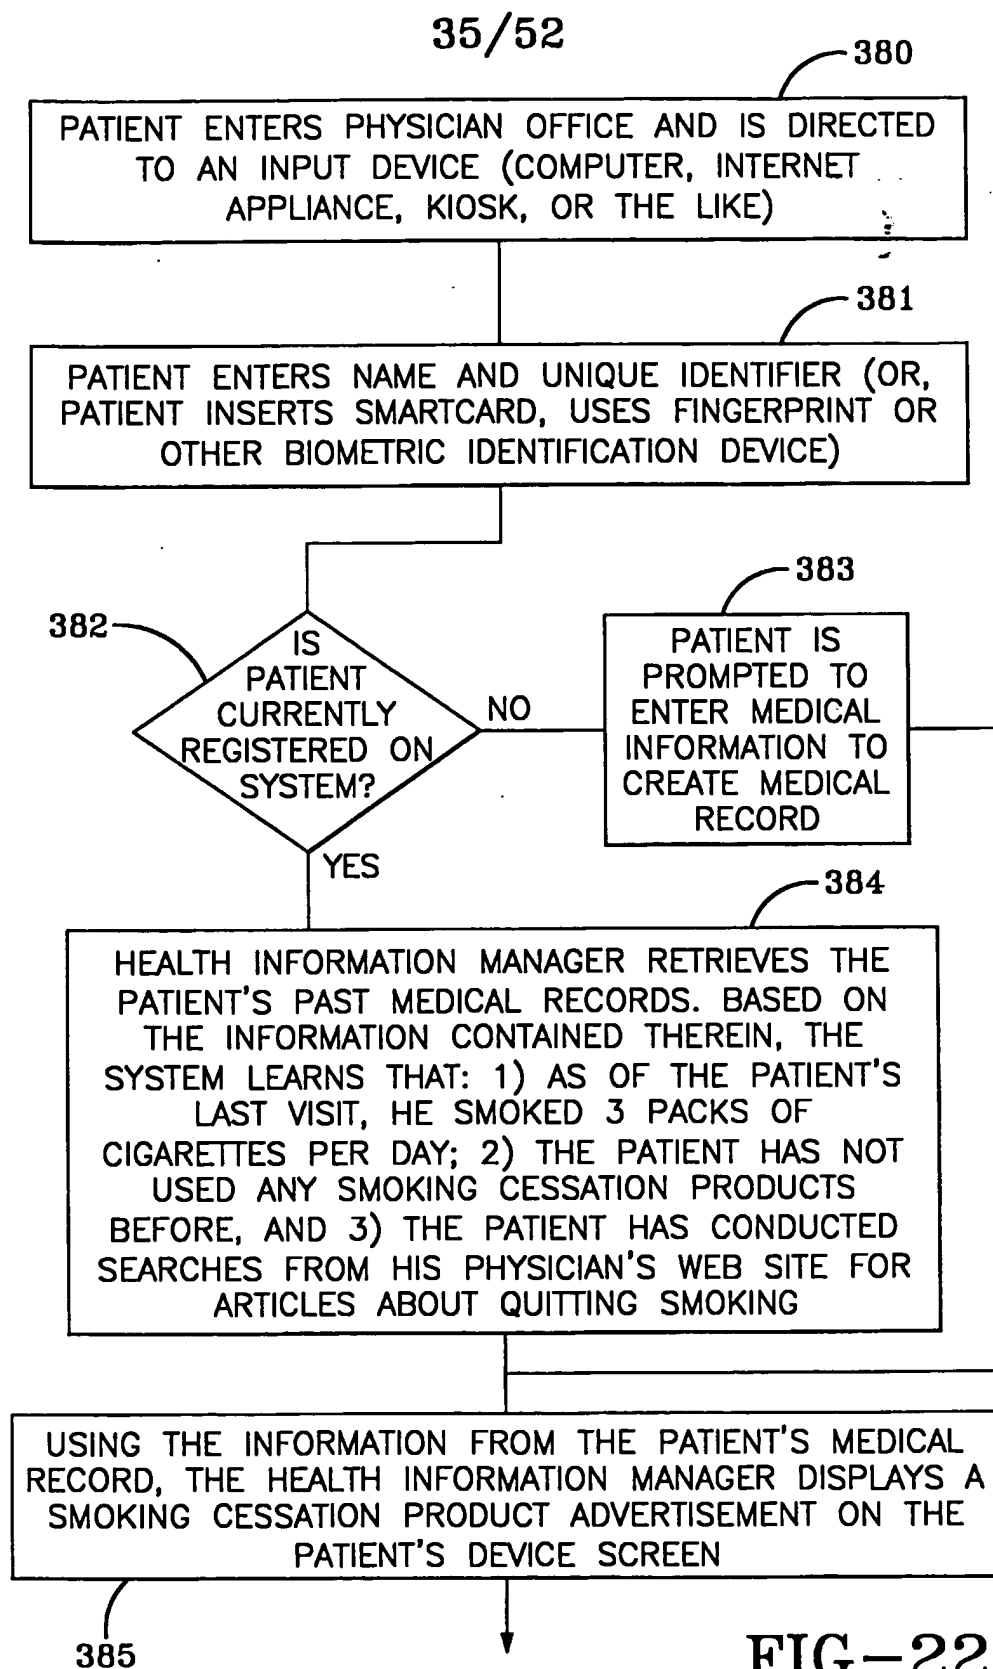 35/52
380
PATIENT ENTERS PHYSICIAN OFFICE AND IS DIRECTED
TO AN INPUT DEVICE (COMPUTER, INTERNET
APPLIANCE, KIOSK, OR THE LIKE)
381
PATIENT ENTERS NAME AND UNIQUE IDENTIFIER (OR,
PATIENT INSERTS SMARTCARD, USES FINGERPRINT OR
OTHER BIOMETRIC IDENTIFICATION DEVICE)
382
IS
PATIENT
CURRENTLY
REGISTERED ON
SYSTEM?
NO
YES
383
PATIENT IS
PROMPTED TO
ENTER MEDICAL
INFORMATION TO
CREATE MEDICAL
RECORD
384
HEALTH INFORMATION MANAGER RETRIEVES THE
PATIENT'S PAST MEDICAL RECORDS. BASED ON
THE INFORMATION CONTAINED THEREIN, THE
SYSTEM LEARNS THAT: 1) AS OF THE PATIENT'S
LAST VISIT, HE SMOKED 3 PACKS OF
CIGARETTES PER DAY; 2) THE PATIENT HAS NOT
USED ANY SMOKING CESSATION PRODUCTS
BEFORE, AND 3) THE PATIENT HAS CONDUCTED
SEARCHES FROM HIS PHYSICIAN'S WEB SITE FOR
ARTICLES ABOUT QUITTING SMOKING
USING THE INFORMATION FROM THE PATIENT'S MEDICAL
RECORD, THE HEALTH INFORMATION MANAGER DISPLAYS A
SMOKING CESSATION PRODUCT ADVERTISEMENT ON THE
PATIENT'S DEVICE SCREEN
385
FIG-22